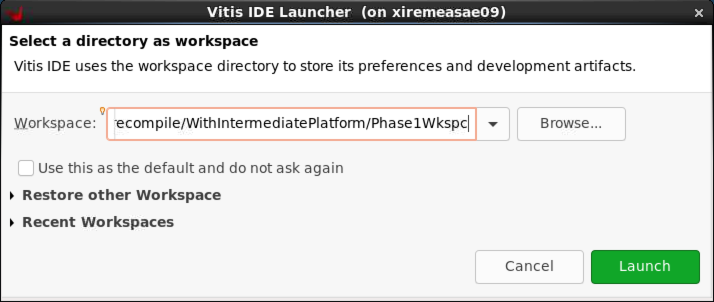 Vitis IDE Launcher (on xiremeasae09)
Select a directory as workspace
Vitis IDE uses the workspace directory to store its preferences and development artifacts.
Workspace: recompile/WithIntermediatePlatform/Phase1Wkspc Browse...
Use this as the default and do not ask again
Restore other Workspace
Recent Workspaces
Cancel Launch